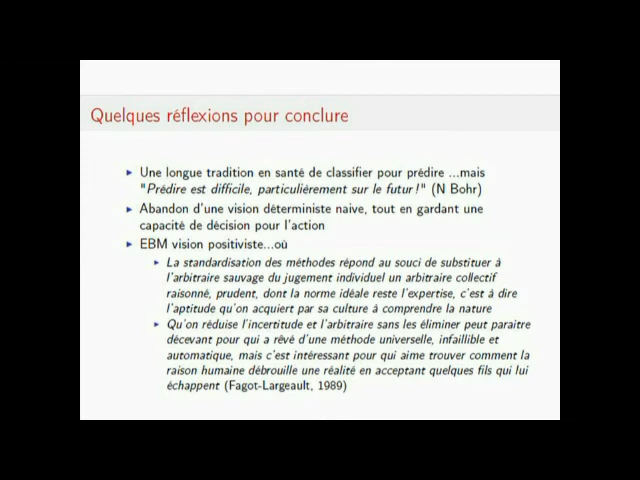 Quelques réflexions pour conclure
Une longue tradition en santé de classifier pour prédire ...mais
"Prédire est difficile, particulièrement sur le futur !" (N Bohr)
Abandon d'une vision déterministe naive, tout en gardant une
capacité de décision pour l'action
EBM vision positiviste...où
La standardisation des méthodes répond au souci de substituer à
l'arbitraire sauvage du jugement individuel un arbitraire collectif
raisonné, prudent, dont la norme idéale reste l'expertise, c'est à dire
l'aptitude qu'on acquiert par sa culture à comprendre la nature
Qu'on réduise l'incertitude et l'arbitraire sans les éliminer peut paraitre
décevant pour qui a rêvé d'une méthode universelle, infaillible et
automatique, mais c'est intéressant pour qui aime trouver comment la
raison humaine débrouille une réalité en acceptant quelques fils qui lui
échappent (Fagot-Largeault, 1989)